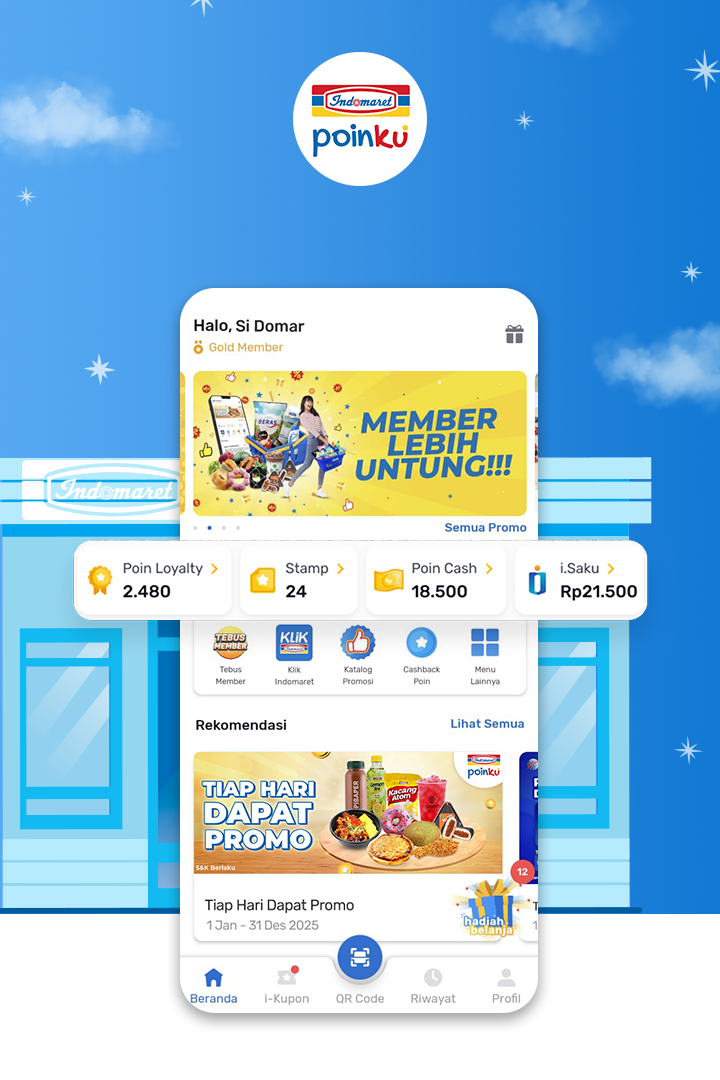 Indomaret
poinku
Halo, Si Domar
Gold Member
BERAS
MEMBER
LEBIH
UNTUNG!!!
Semua Promo
Indomaret
Poin Loyalty
2.480
Stamp
24
Poin Cash
18.500
i.Saku
Rp21.500
TEBUS
MEMBER
KLIK
Indomaret
Tebus
Member
Klik
Indomaret
Katalog
Promosi
Cashback
Poin
Menu
Lainnya
Rekomendasi
Lihat Semua
TIAP HARI
DAPAT
PROMO
S&K Berlaku
Indomaret
poinku
Kacang
Atom
Tiap Hari Dapat Promo
1 Jan - 31 Des 2025
12
hadiah
belanja
Beranda
i-Kupon
QR Code
Riwayat
Profil